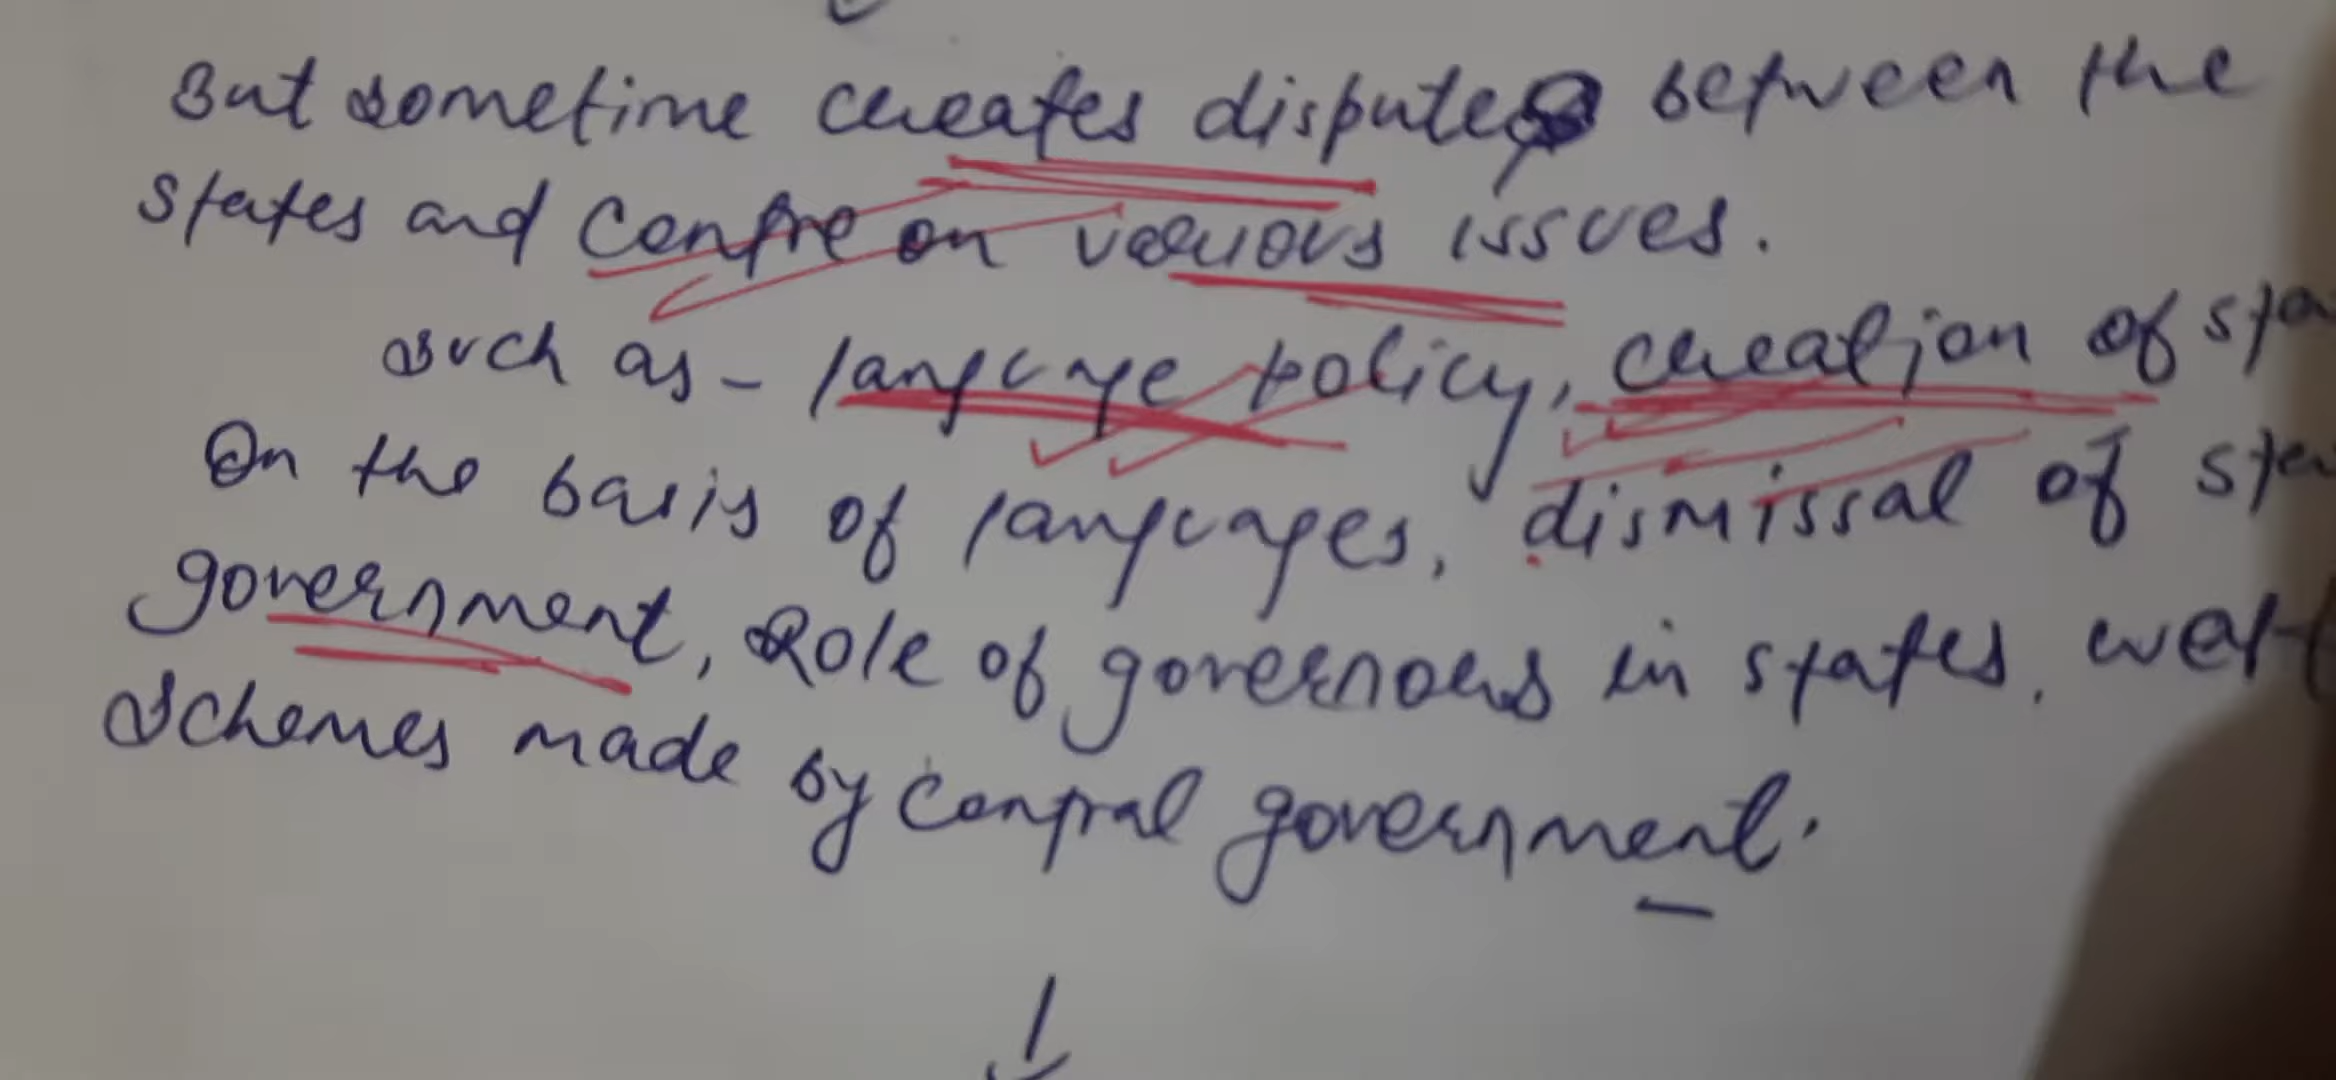 But sometime creates dispute between the
states and Centre on various issues.
Such as - language policy, creation of
On the basis of languages, dismissal of
government, Role of governors in states,
Schemes made by Central government.